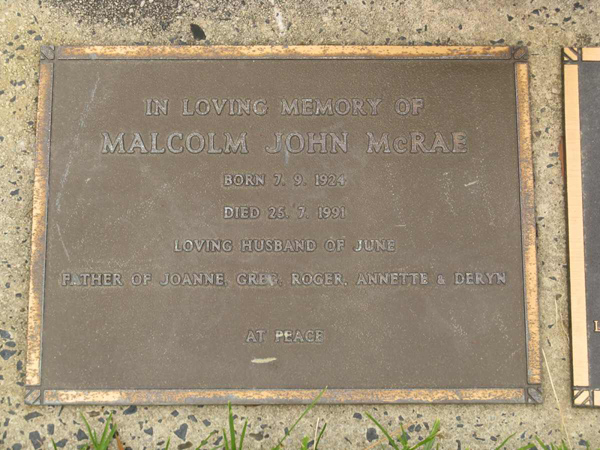 IN LOVING MEMORY OF
MALCOLM JOHN McRAE
BORN 7. 9. 1924
DIED 25. 7. 1991
LOVING HUSBAND OF JUNE
FATHER OF JOANNE, GREG, ROGER, ANNETTE & DERYN
AT PEACE